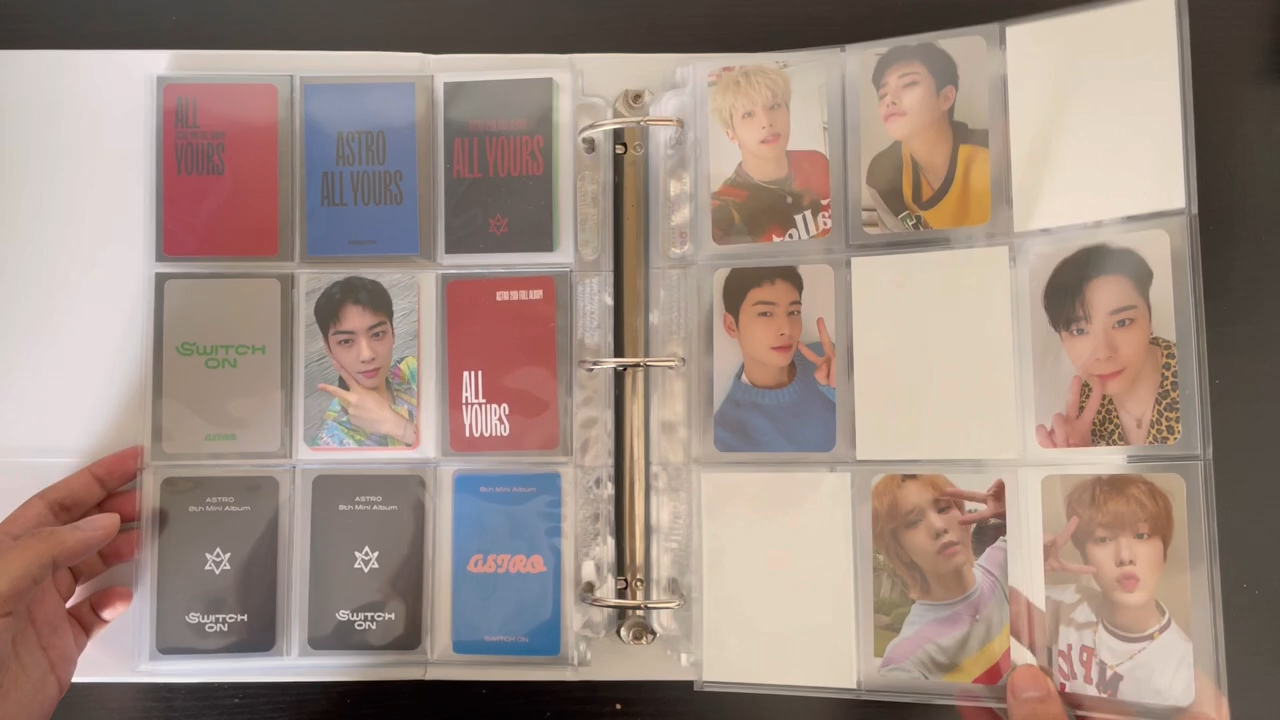 ALL
YOURS
ASTRO
ALL YOURS
ALL YOURS
SWITCH
ON
ASTRO
ASTRO 2ND FULL ALBUM
ALL
YOURS
ASTRO
8th Mini Album
SWITCH
ON
ASTRO
8th Mini Album
SWITCH
ON
8th Mini Album
ASTRO
SWITCH ON